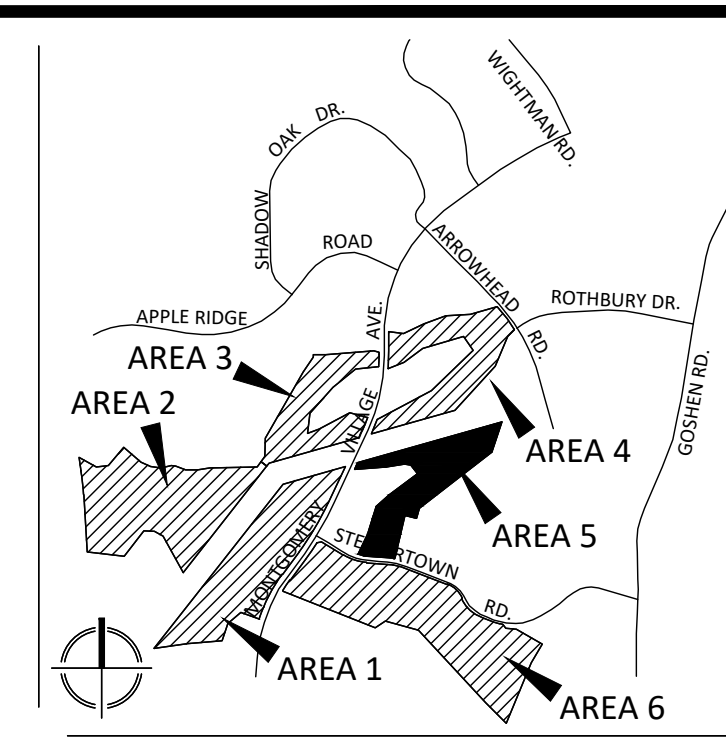 WIGHTMAN RD.
SHADOW OAK DR.
ROAD
APPLE RIDGE
ARROWHEAD RD.
ROTHBURY DR.
GOSHEN RD.
MONTGOMERY VILLAGE AVE.
AREA 3
AREA 2
AREA 4
AREA 5
RD.
AREA 1
AREA 6